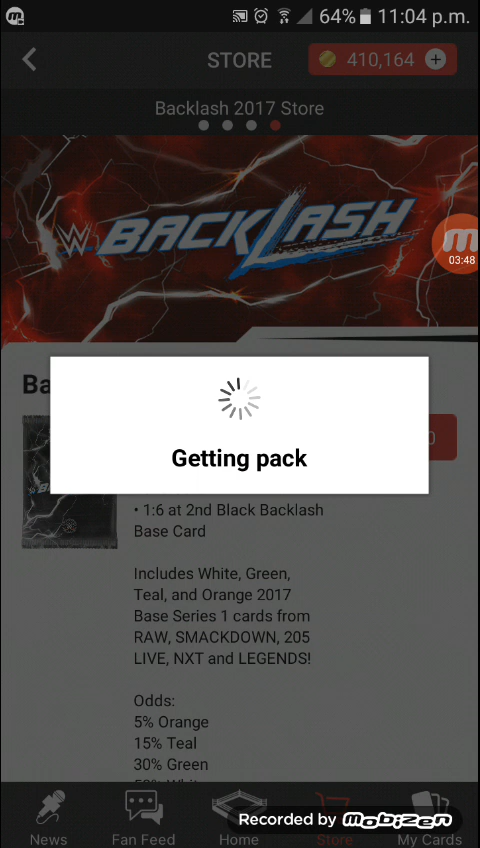 64% 11:04 p.m.
STORE
410,164 +
Backlash 2017 Store
W BACKLASH
m
03:48
Ba
0
Getting pack
• 1:6 at 2nd Black Backlash
Base Card
Includes White, Green,
Teal, and Orange 2017
Base Series 1 cards from
RAW, SMACKDOWN, 205
LIVE, NXT and LEGENDS!
Odds:
5% Orange
15% Teal
30% Green
News
Fan Feed
Home
Store
My Cards
Recorded by Mobizen